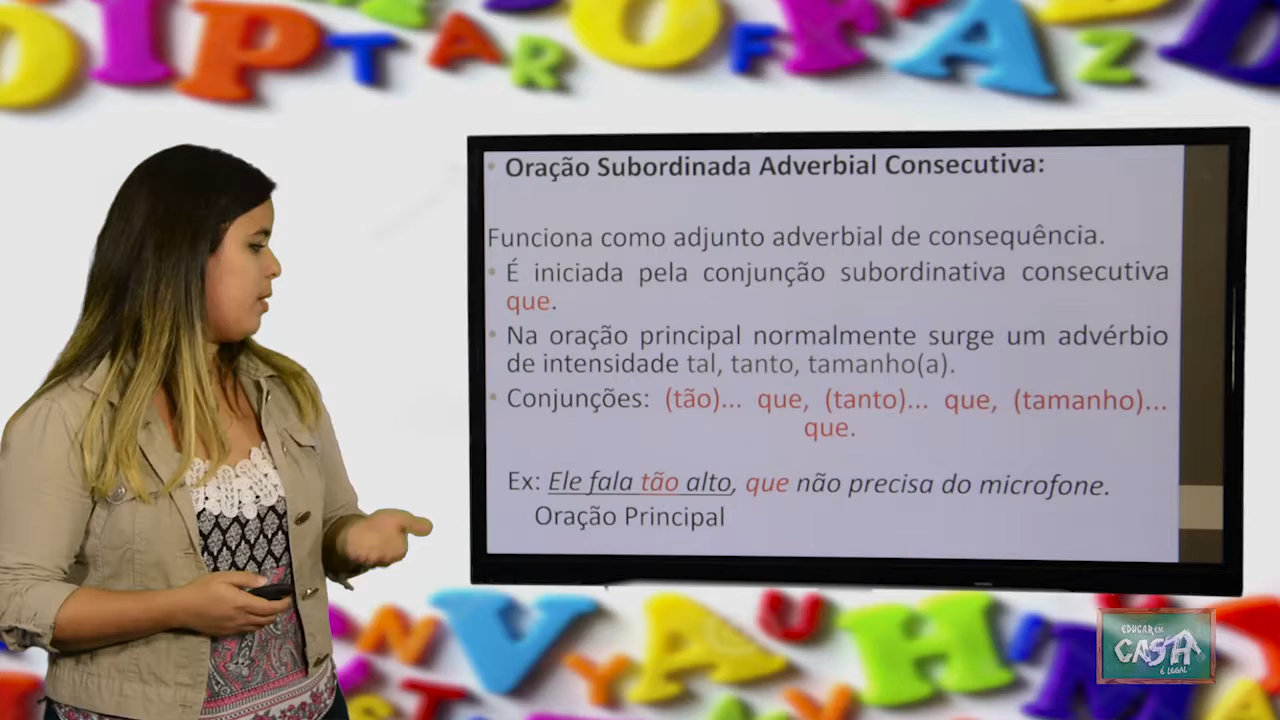 Oração Subordinada Adverbial Consecutiva:
Funciona como adjunto adverbial de consequência.
É iniciada pela conjunção subordinativa consecutiva
que.
Na oração principal normalmente surge um advérbio
de intensidade tal, tanto, tamanho(a).
Conjunções: (tão)... que, (tanto)... que, (tamanho)...
que.
Ex: Ele fala tão alto, que não precisa do microfone.
Oração Principal
EDUCAR EM
CASA
É LEGAL